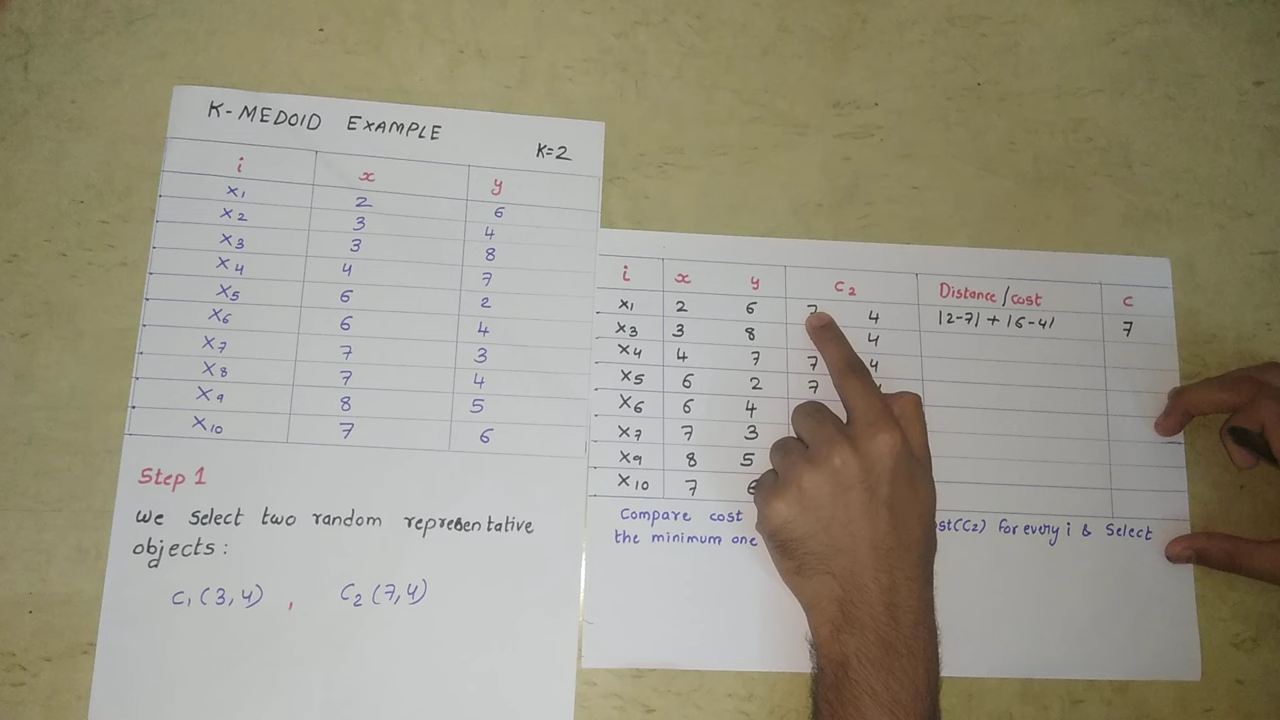 K-MEDOID EXAMPLE
K=2
i x y
X1 2 6
X2 3 4
X3 3 8
X4 4 7
X5 6 2
X6 6 4
X7 7 3
X8 7 4
X9 8 5
X10 7 6
Step 1
We Select two random representative
objects :
C1 (3,4) , C2 (7,4)
i x y C2 Distance/cost C
X1 2 6 7 4 |2-7| + |6-4| 7
X3 3 8 4
X4 4 7 7 4
X5 6 2 7
X6 6 4
X7 7 3
X9 8 5
X10 7
Compare cost st(C2) for every i & Select
the minimum one